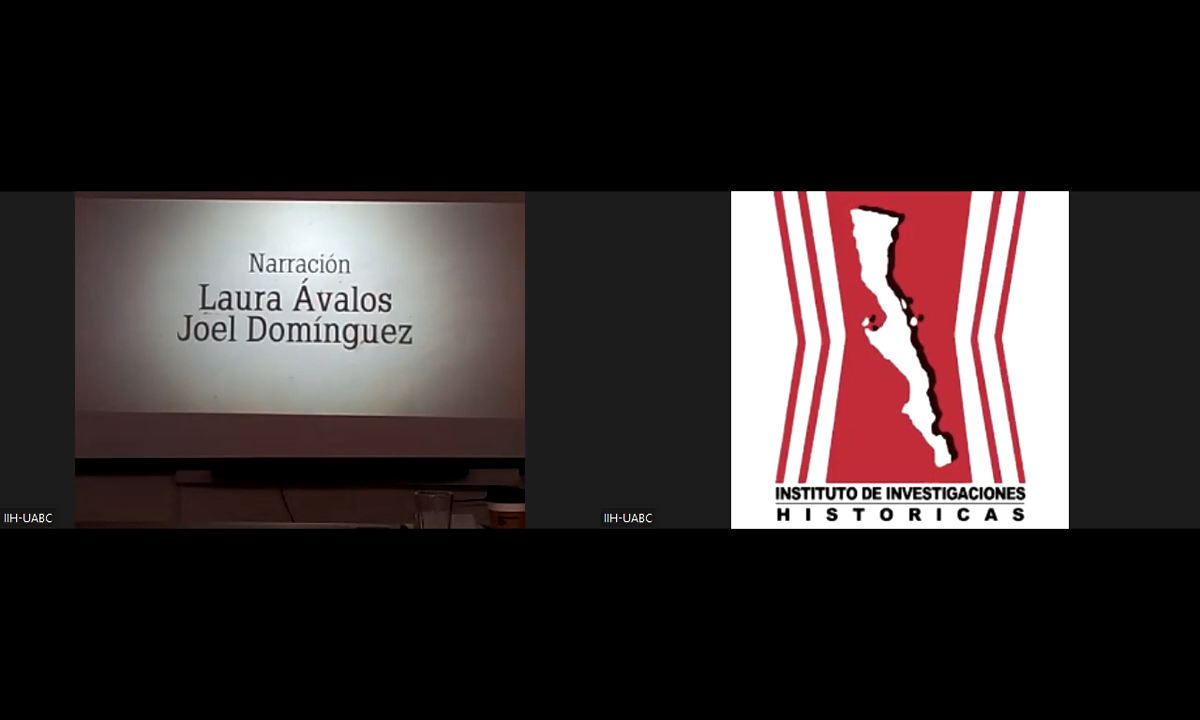 Narración
Laura Ávalos
Joel Domínguez
IIH-UABC
INSTITUTO DE INVESTIGACIONES
HISTORICAS
IIH-UABC